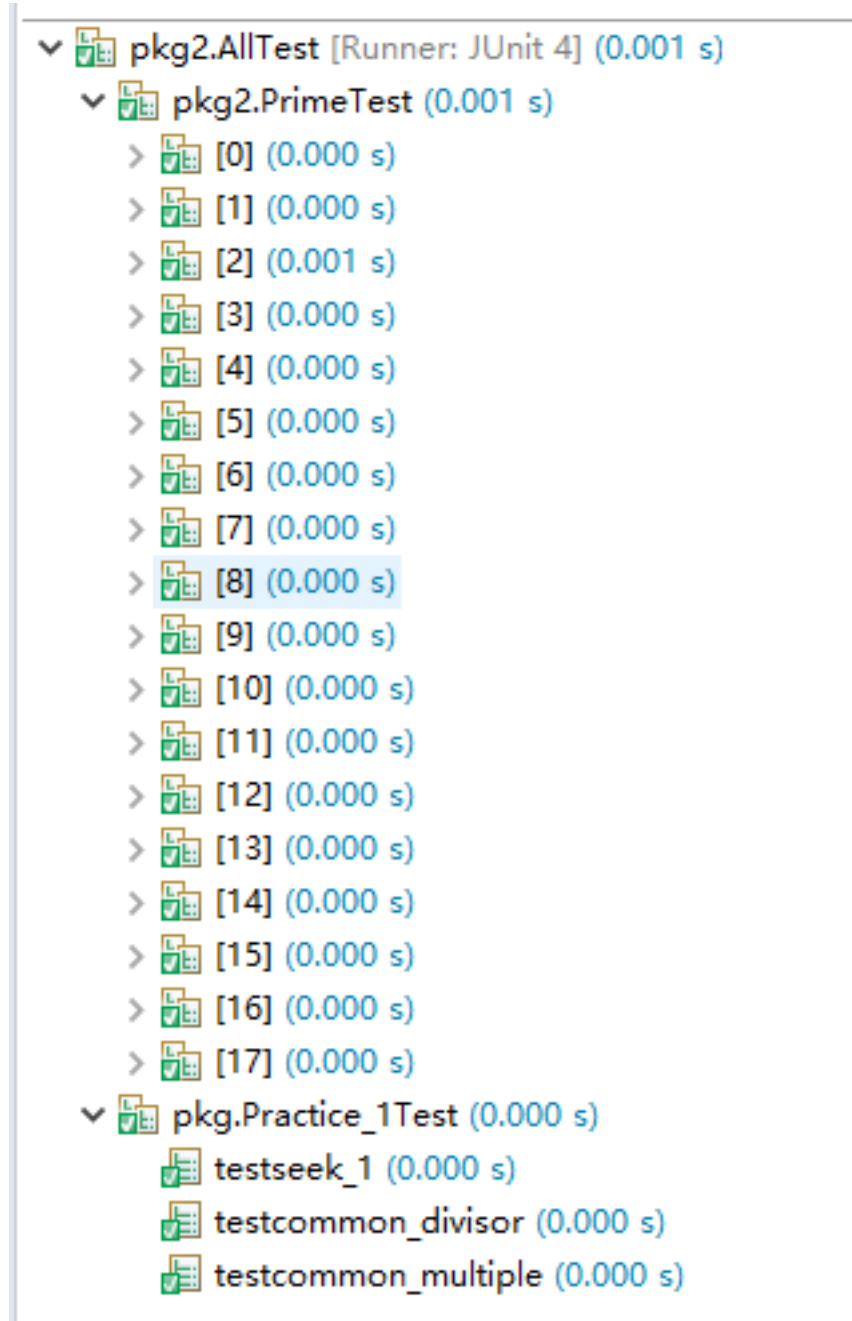 pkg2.AllTest [Runner: JUnit 4] (0.001 s)
pkg2.PrimeTest (0.001 s)
[0] (0.000 s)
[1] (0.000 s)
[2] (0.001 s)
[3] (0.000 s)
[4] (0.000 s)
[5] (0.000 s)
[6] (0.000 s)
[7] (0.000 s)
[8] (0.000 s)
[9] (0.000 s)
[10] (0.000 s)
[11] (0.000 s)
[12] (0.000 s)
[13] (0.000 s)
[14] (0.000 s)
[15] (0.000 s)
[16] (0.000 s)
[17] (0.000 s)
pkg.Practice_1Test (0.000 s)
testseek_1 (0.000 s)
testcommon_divisor (0.000 s)
testcommon_multiple (0.000 s)